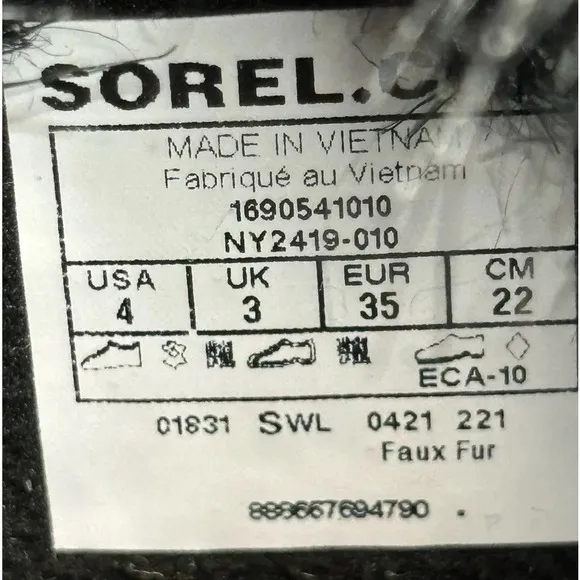 SOREL.C
MADE IN VIETNAM
Fabriqué au Vietnam
1690541010
NY2419-010
USA UK EUR CM
4 3 35 22
ECA-10
01831 SWL 0421 221
Faux Fur
888667694790 .